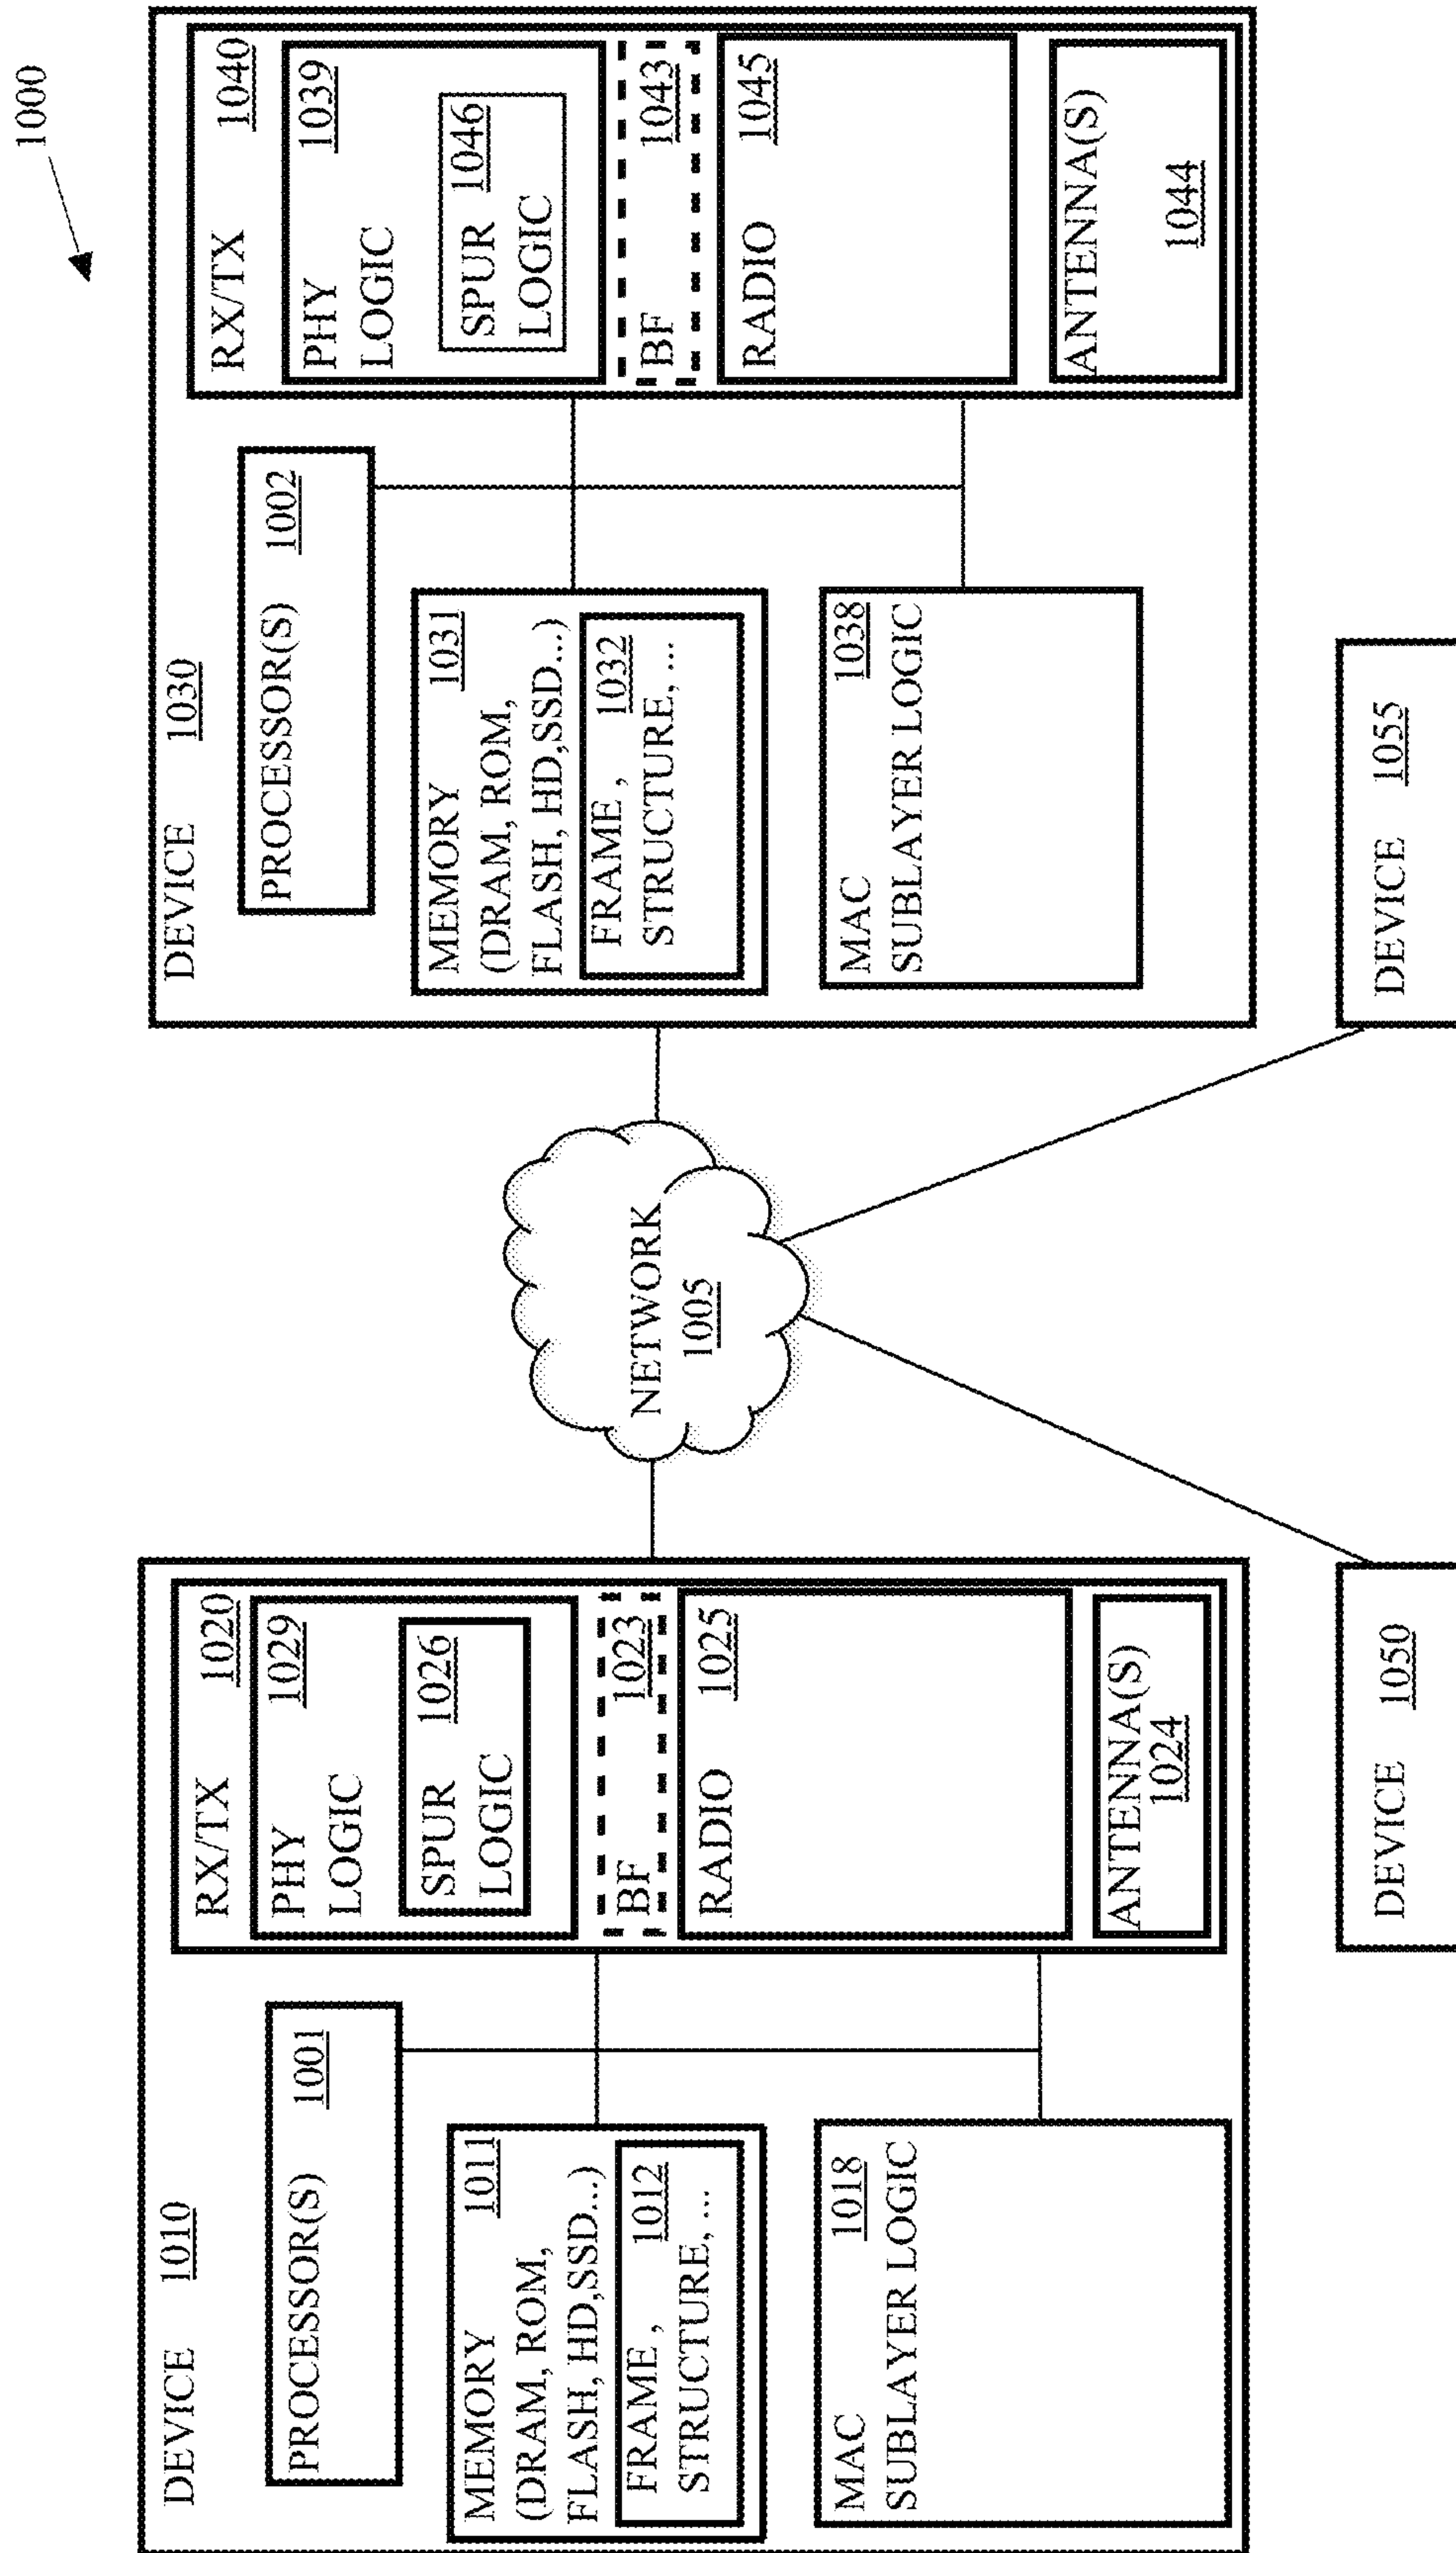 1000
DEVICE 1010
PROCESSOR(S) 1001
MEMORY 1011
(DRAM, ROM,
FLASH, HD,SSD...)
FRAME , 1012
STRUCTURE, ...
MAC 1018
SUBLAYER LOGIC
RX/TX 1020
PHY 1029
LOGIC
SPUR 1026
LOGIC
BF 1023
RADIO 1025
ANTENNA(S)
1024
NETWORK
1005
DEVICE 1030
PROCESSOR(S) 1002
MEMORY 1031
(DRAM, ROM,
FLASH, HD,SSD...)
FRAME , 1032
STRUCTURE, ...
MAC 1038
SUBLAYER LOGIC
RX/TX 1040
PHY 1039
LOGIC
SPUR 1046
LOGIC
BF 1043
RADIO 1045
ANTENNA(S)
1044
DEVICE 1050
DEVICE 1055